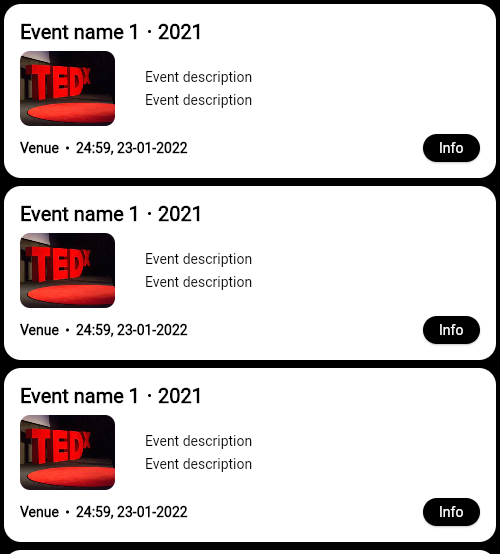 Event name 1 · 2021
TEDx
Event description
Event description
Venue • 24:59, 23-01-2022
Info
Event name 1 · 2021
TEDx
Event description
Event description
Venue • 24:59, 23-01-2022
Info
Event name 1 · 2021
TEDx
Event description
Event description
Venue • 24:59, 23-01-2022
Info